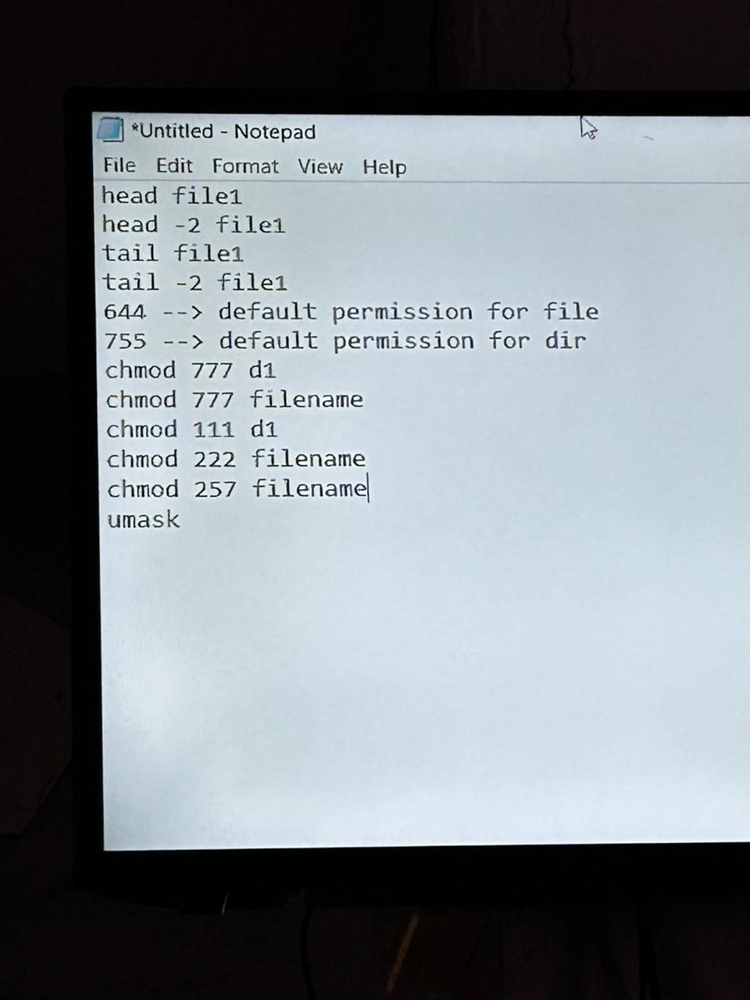 *Untitled - Notepad
File Edit Format View Help
head file1
head -2 file1
tail file1
tail -2 file1
644 --> default permission for file
755 --> default permission for dir
chmod 777 d1
chmod 777 filename
chmod 111 d1
chmod 222 filename
chmod 257 filename
umask